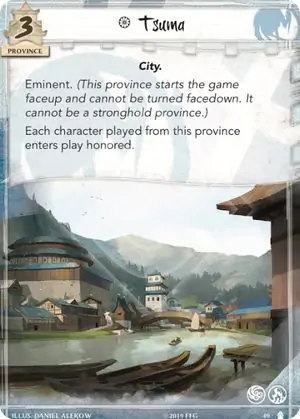 Tsuma
3
PROVINCE
City.
Eminent. (This province starts the game
faceup and cannot be turned facedown. It
cannot be a stronghold province.)
Each character played from this province
enters play honored.
ILLUS. DANIEL ALEKOW
©2019 FFG
49